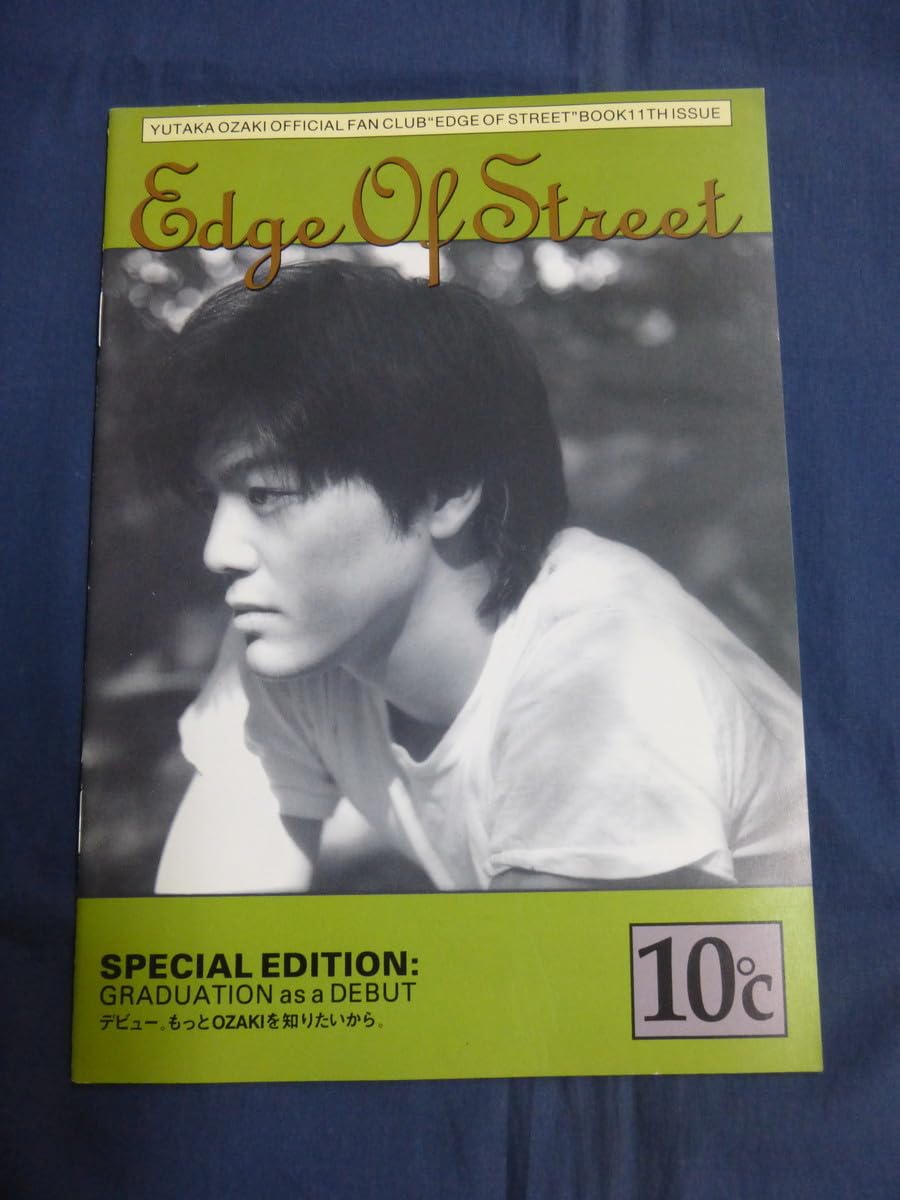 YUTAKA OZAKI OFFICIAL FAN CLUB "EDGE OF STREET" BOOK 11TH ISSUE
Edge Of Street
SPECIAL EDITION:
GRADUATION as a DEBUT
デビュー。もっとOZAKIを知りたいから。
10℃